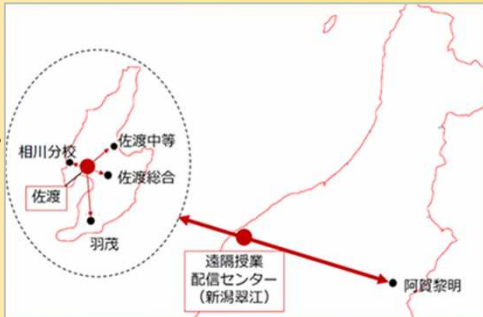 相川分校
佐渡中等
佐渡総合
佐渡
羽茂
遠隔授業
配信センター
（新潟翠江）
阿賀黎明